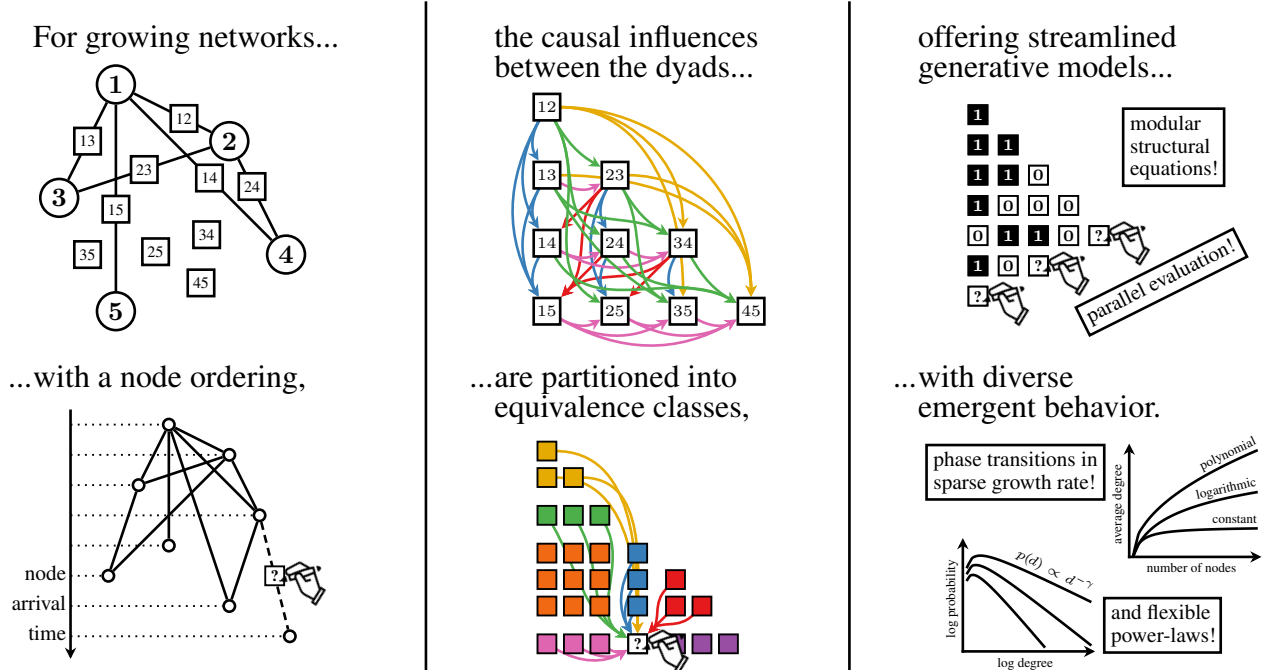 For growing networks...
1
12
13
2
23
14
24
3
15
34
35
25
4
45
5
...with a node ordering,
?
node
arrival
time
the causal influences
between the dyads...
12
13
23
14
24
34
15
25
35
45
...are partitioned into
equivalence classes,
?
offering streamlined
generative models...
1
1 1
1 1 0
1 0 0 0
0 1 1 0 ?
1 0 ?
?
modular
structural
equations!
parallel evaluation!
...with diverse
emergent behavior.
phase transitions in
sparse growth rate!
average degree
polynomial
logarithmic
constant
number of nodes
log probability
p(d) ∝ d^−γ
log degree
and flexible
power-laws!